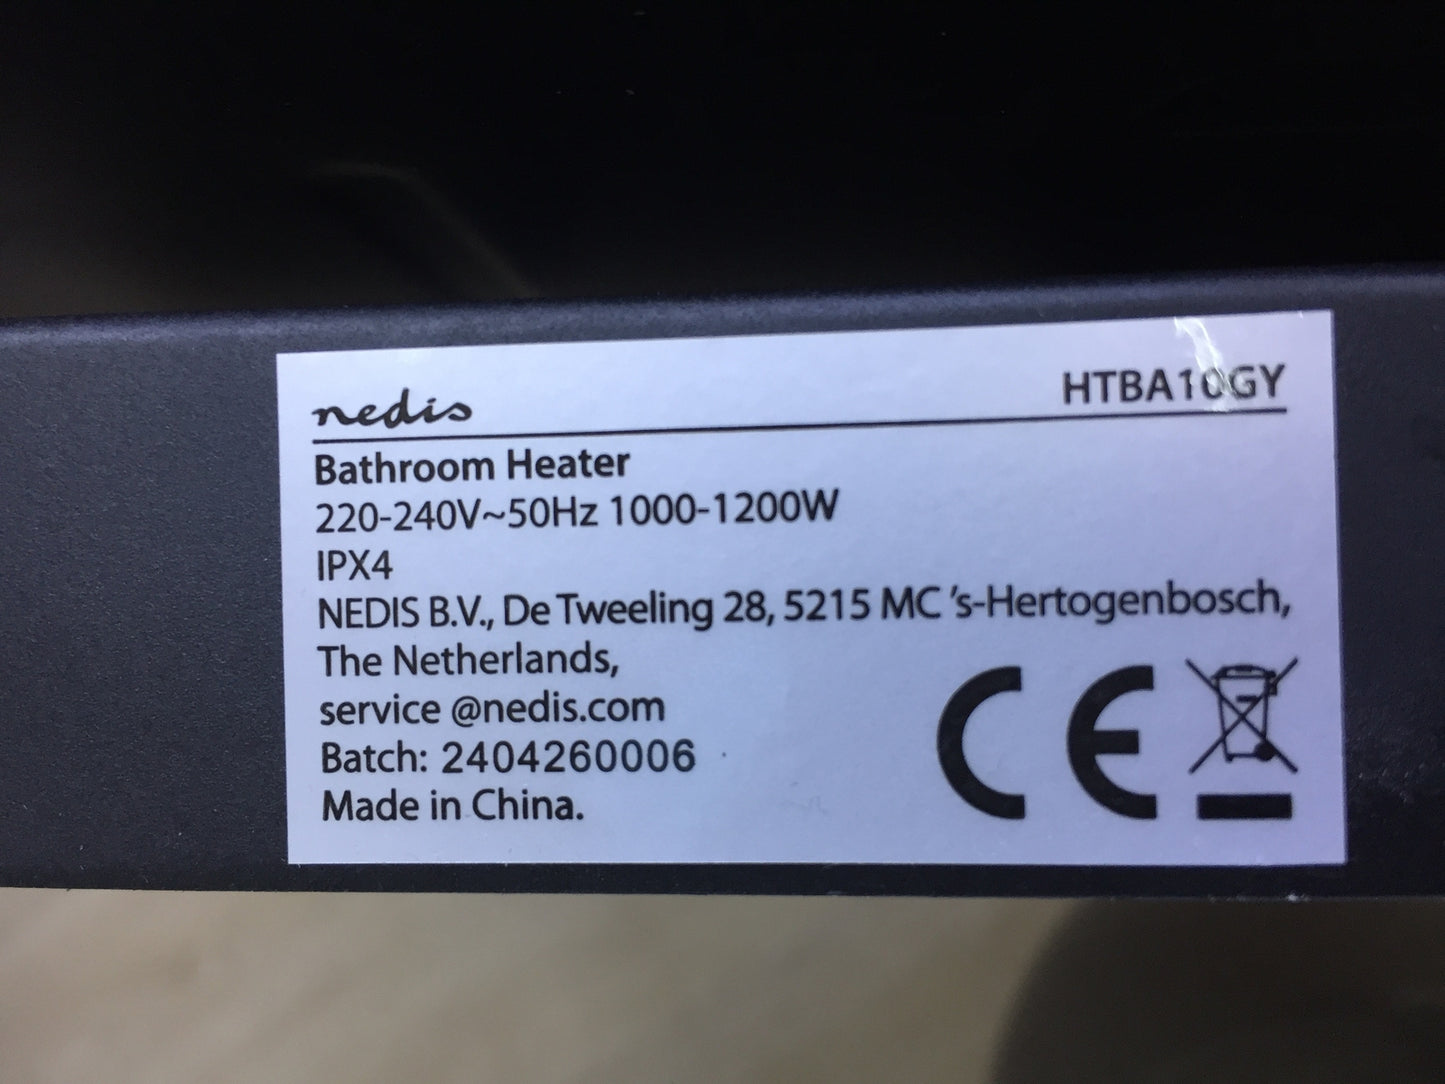 nedis HTBA10GY
Bathroom Heater
220-240V~50Hz 1000-1200W
IPX4
NEDIS B.V., De Tweeling 28, 5215 MC 's-Hertogenbosch,
The Netherlands,
service @nedis.com
Batch: 2404260006
Made in China.
CE